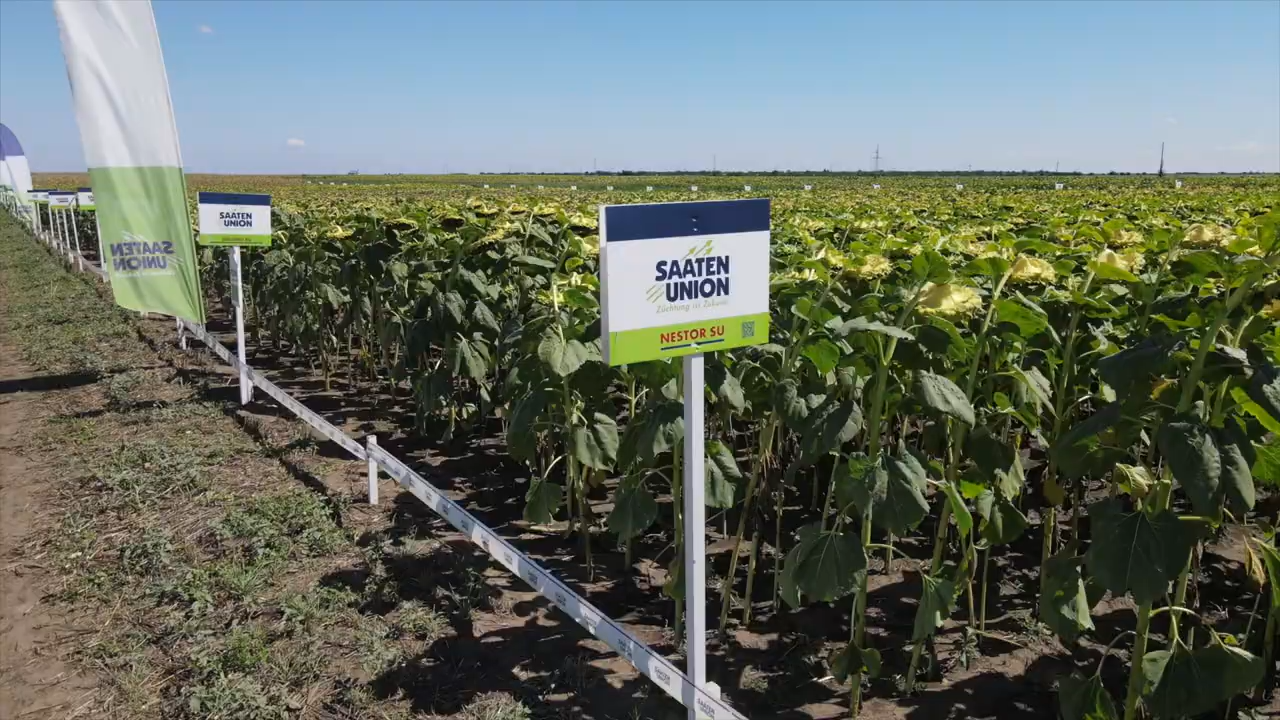 SAATEN
UNION
Züchtung ist Zukunft
NESTOR SU
SAATEN
UNION
SAATEN
UNION